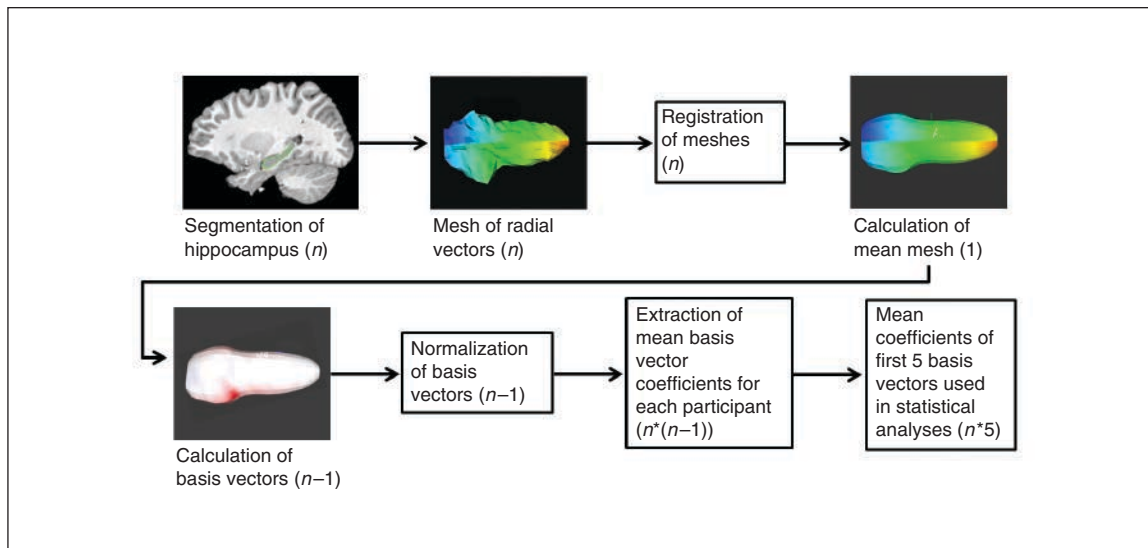 Segmentation of
hippocampus (n)
Mesh of radial
vectors (n)
Registration
of meshes
(n)
Calculation of
mean mesh (1)
Calculation of
basis vectors (n–1)
Normalization
of basis
vectors (n–1)
Extraction of
mean basis
vector
coefficients for
each participant
(n*(n–1))
Mean
coefficients of
first 5 basis
vectors used
in statistical
analyses (n*5)